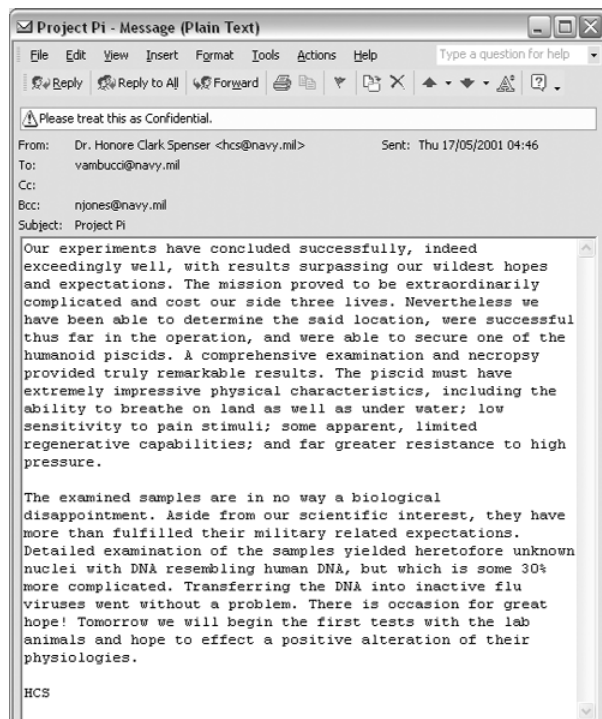 Project Pi - Message (Plain Text)
File Edit View Insert Format Tools Actions Help Type a question for help
Reply Reply to All Forward
Please treat this as Confidential.
From: Dr. Honore Clark Spenser <hcs@navy.mil> Sent: Thu 17/05/2001 04:46
To: vambucci@navy.mil
Cc:
Bcc: njones@navy.mil
Subject: Project Pi
Our experiments have concluded successfully, indeed
exceedingly well, with results surpassing our wildest hopes
and expectations. The mission proved to be extraordinarily
complicated and cost our side three lives. Nevertheless we
have been able to determine the said location, were successful
thus far in the operation, and were able to secure one of the
humanoid piscids. A comprehensive examination and necropsy
provided truly remarkable results. The piscid must have
extremely impressive physical characteristics, including the
ability to breathe on land as well as under water; low
sensitivity to pain stimuli; some apparent, limited
regenerative capabilities; and far greater resistance to high
pressure.
The examined samples are in no way a biological
disappointment. Aside from our scientific interest, they have
more than fulfilled their military related expectations.
Detailed examination of the samples yielded heretofore unknown
nuclei with DNA resembling human DNA, but which is some 30%
more complicated. Transferring the DNA into inactive flu
viruses went without a problem. There is occasion for great
hope! Tomorrow we will begin the first tests with the lab
animals and hope to effect a positive alteration of their
physiologies.
HCS